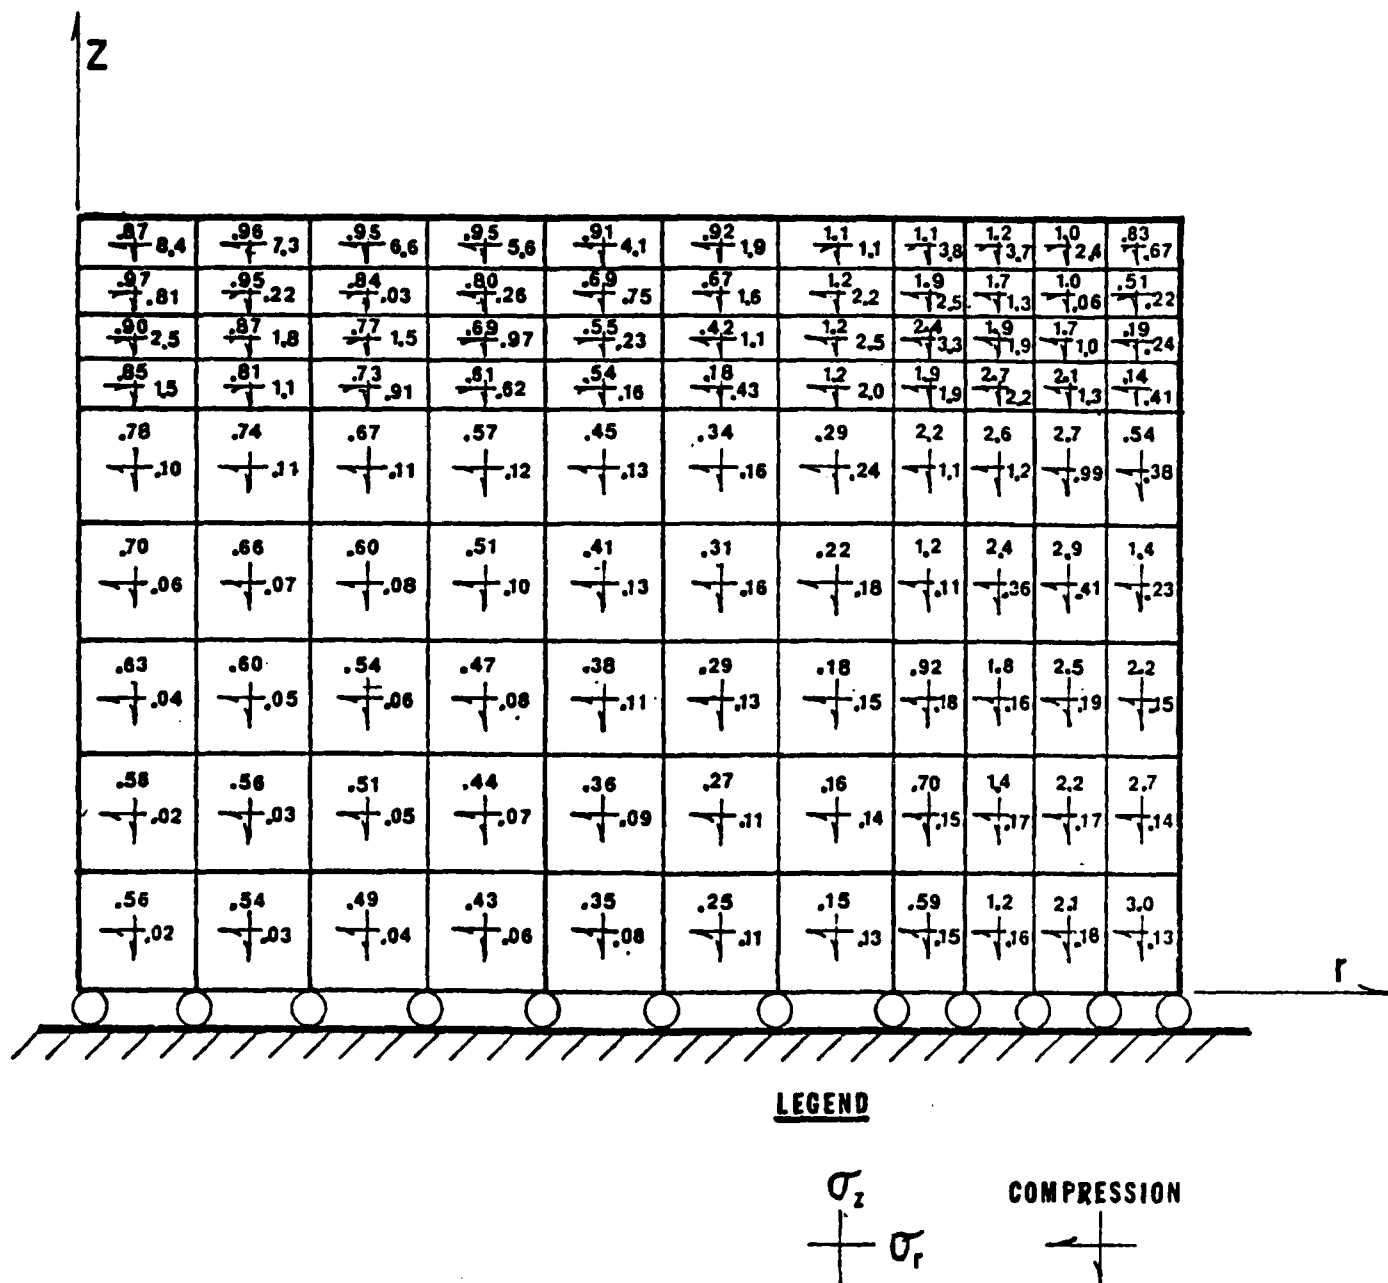 Z
.87 .96 .95 .95 .91 .92 1.1 1.1 1.2 1.0 .83
8.4 7.3 6.6 5.6 4.1 1.9 1.1 3.8 3.7 2.4 .67
.97 .95 .84 .80 .69 .67 1.2 1.9 1.7 1.0 .51
.81 .22 .03 .26 .75 1.6 2.2 2.5 1.3 .06 .22
.90 .87 .77 .69 .55 .42 1.2 2.4 1.9 1.7 .19
2.5 1.8 1.5 .97 .23 1.1 2.5 3.3 1.9 1.0 .24
.85 .81 .73 .61 .54 .18 1.2 1.9 2.7 2.1 .14
1.5 1.1 .91 .62 .16 .43 2.0 1.9 2.2 1.3 .41
.78 .74 .67 .57 .45 .34 .29 2.2 2.6 2.7 .54
.10 .11 .11 .12 .13 .16 .24 1.1 1.2 .99 .38
.70 .66 .60 .51 .41 .31 .22 1.2 2.4 2.9 1.4
.06 .07 .08 .10 .13 .16 .18 .11 .36 .41 .23
.63 .60 .54 .47 .38 .29 .18 .92 1.8 2.5 2.2
.04 .05 .06 .08 .11 .13 .15 .18 .16 .19 .15
.58 .56 .51 .44 .36 .27 .16 .70 1.4 2.2 2.7
.02 .03 .05 .07 .09 .11 .14 .15 .17 .17 .14
.56 .54 .49 .43 .35 .25 .15 .59 1.2 2.1 3.0
.02 .03 .04 .06 .08 .11 .13 .15 .16 .18 .13
r
LEGEND
σz COMPRESSION
σr